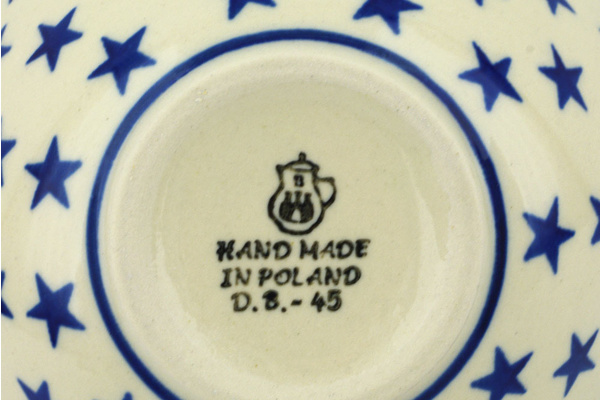 B
HAND MADE
IN POLAND
D.B.-45